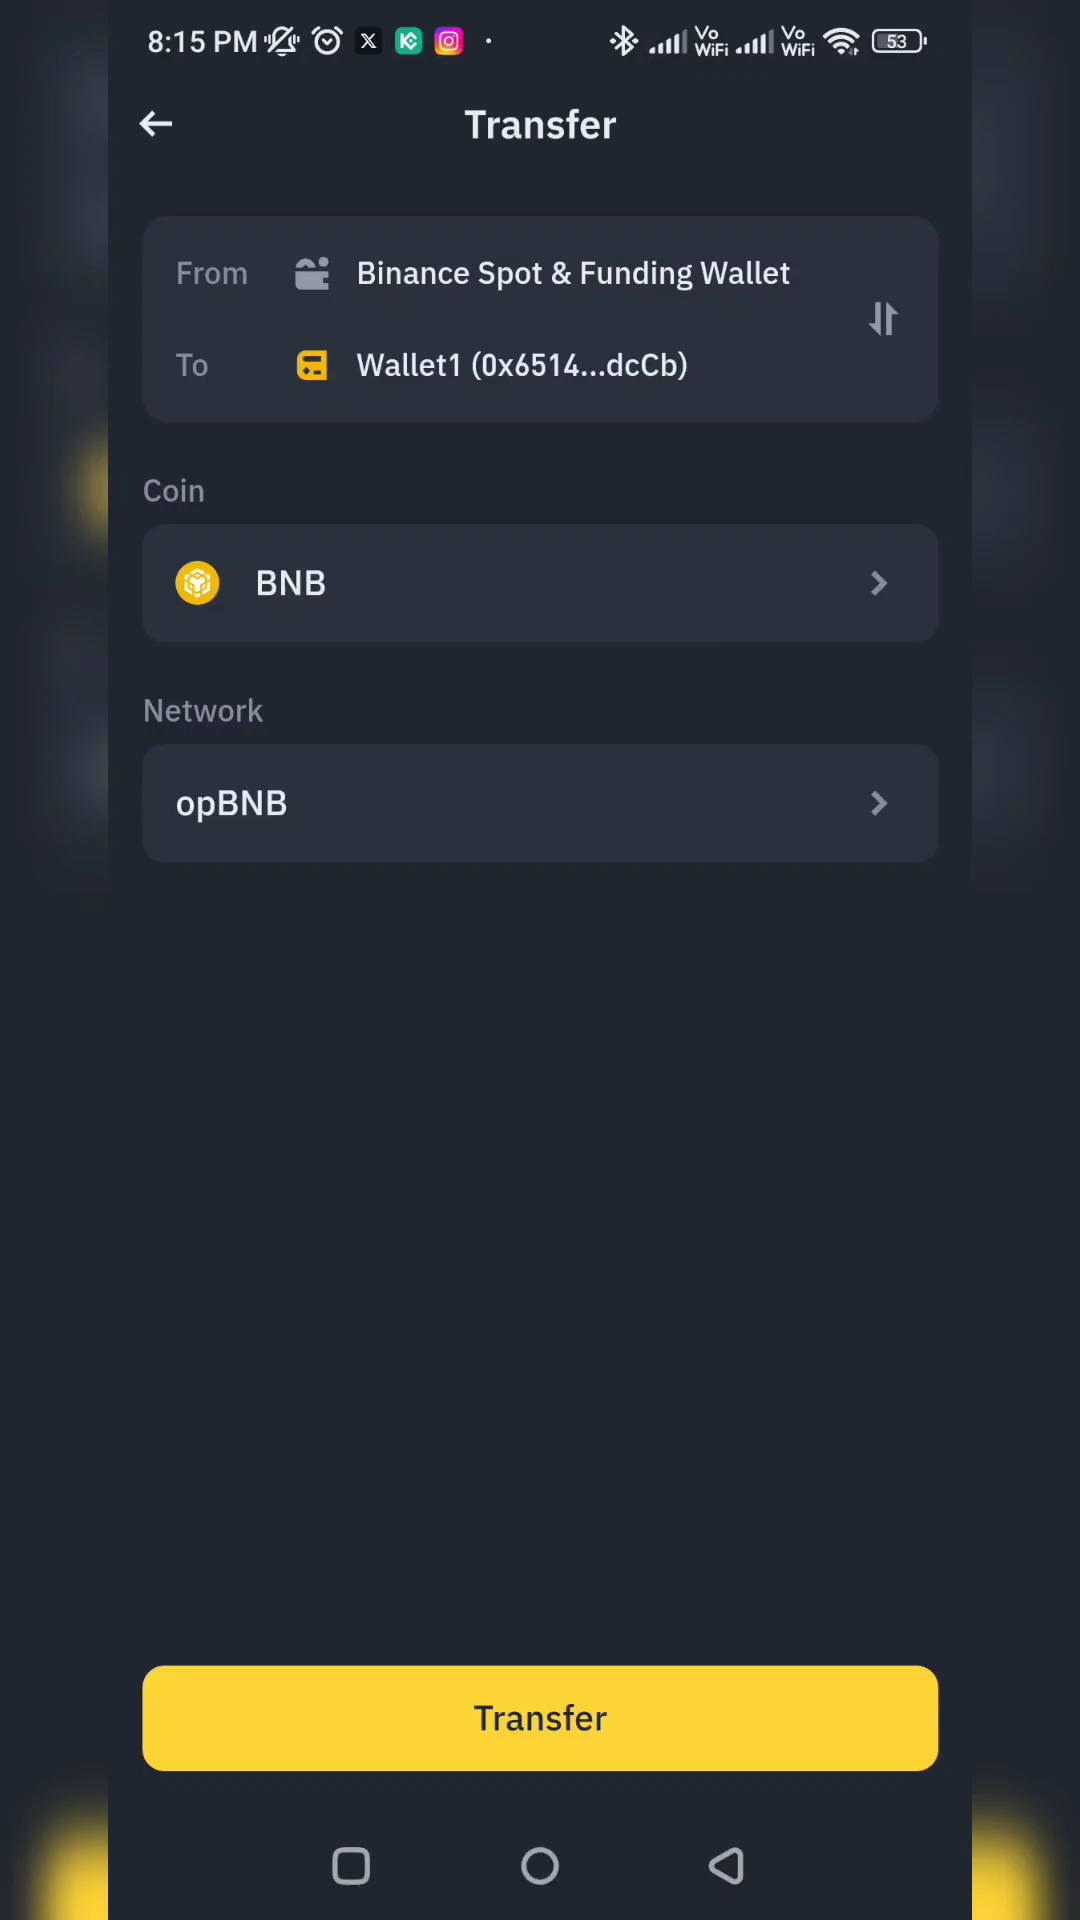 8:15 PM
Vo WiFi Vo WiFi 53
Transfer
From Binance Spot & Funding Wallet
To Wallet1 (0x6514...dcCb)
Coin
BNB
Network
opBNB
Transfer